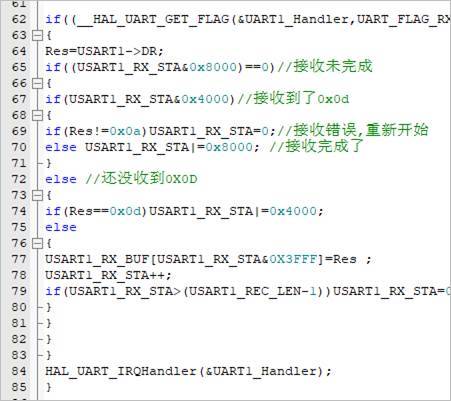 61
62 if((__HAL_UART_GET_FLAG(&UART1_Handler,UART_FLAG_RX
63 {
64 Res=USART1->DR;
65 if((USART1_RX_STA&0x8000)==0)//接收未完成
66 {
67 if(USART1_RX_STA&0x4000)//接收到了0x0d
68 {
69 if(Res!=0x0a)USART1_RX_STA=0;//接收错误,重新开始
70 else USART1_RX_STA|=0x8000; //接收完成了
71 }
72 else //还没收到0X0D
73 {
74 if(Res==0x0d)USART1_RX_STA|=0x4000;
75 else
76 {
77 USART1_RX_BUF[USART1_RX_STA&0X3FFF]=Res ;
78 USART1_RX_STA++;
79 if(USART1_RX_STA>(USART1_REC_LEN-1))USART1_RX_STA=0
80 }
81 }
82 }
83 }
84 HAL_UART_IRQHandler(&UART1_Handler);
85 }